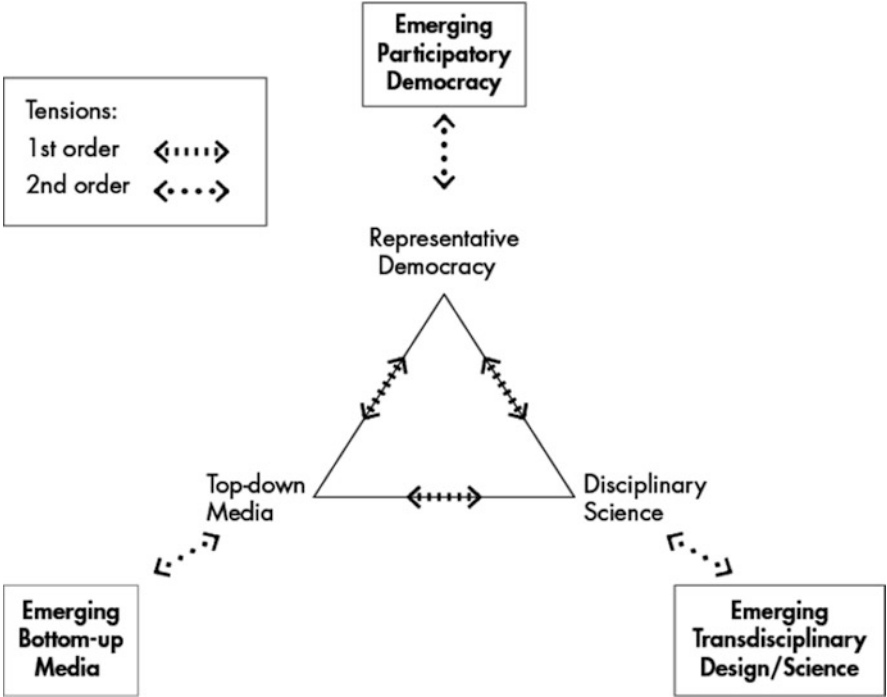 Emerging
Participatory
Democracy
Tensions:
1st order
2nd order
Representative
Democracy
Top-down
Media
Disciplinary
Science
Emerging
Bottom-up
Media
Emerging
Transdisciplinary
Design/Science